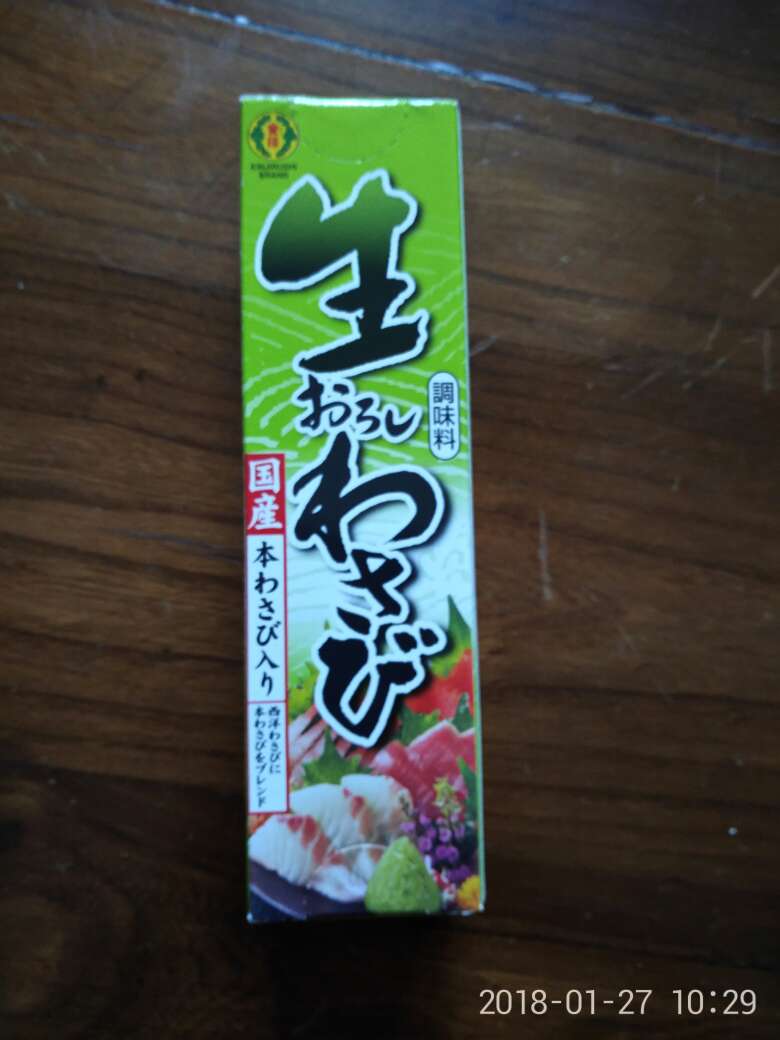 生
おろし
わさび
調味料
国産
本わさび入り
西洋わさびに
本わさびをブレンド
BRAND
2018-01-27 10:29